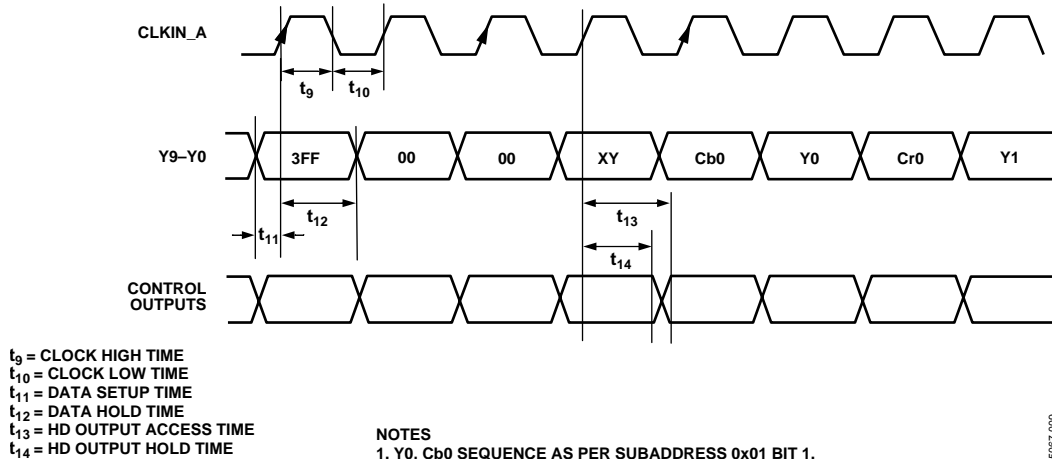 CLKIN_A
t9
t10
Y9–Y0
3FF
00
00
XY
Cb0
Y0
Cr0
Y1
t12
t13
t11
t14
CONTROL
OUTPUTS
t9 = CLOCK HIGH TIME
t10 = CLOCK LOW TIME
t11 = DATA SETUP TIME
t12 = DATA HOLD TIME
t13 = HD OUTPUT ACCESS TIME
t14 = HD OUTPUT HOLD TIME
NOTES
1. Y0, Cb0 SEQUENCE AS PER SUBADDRESS 0x01 BIT 1.